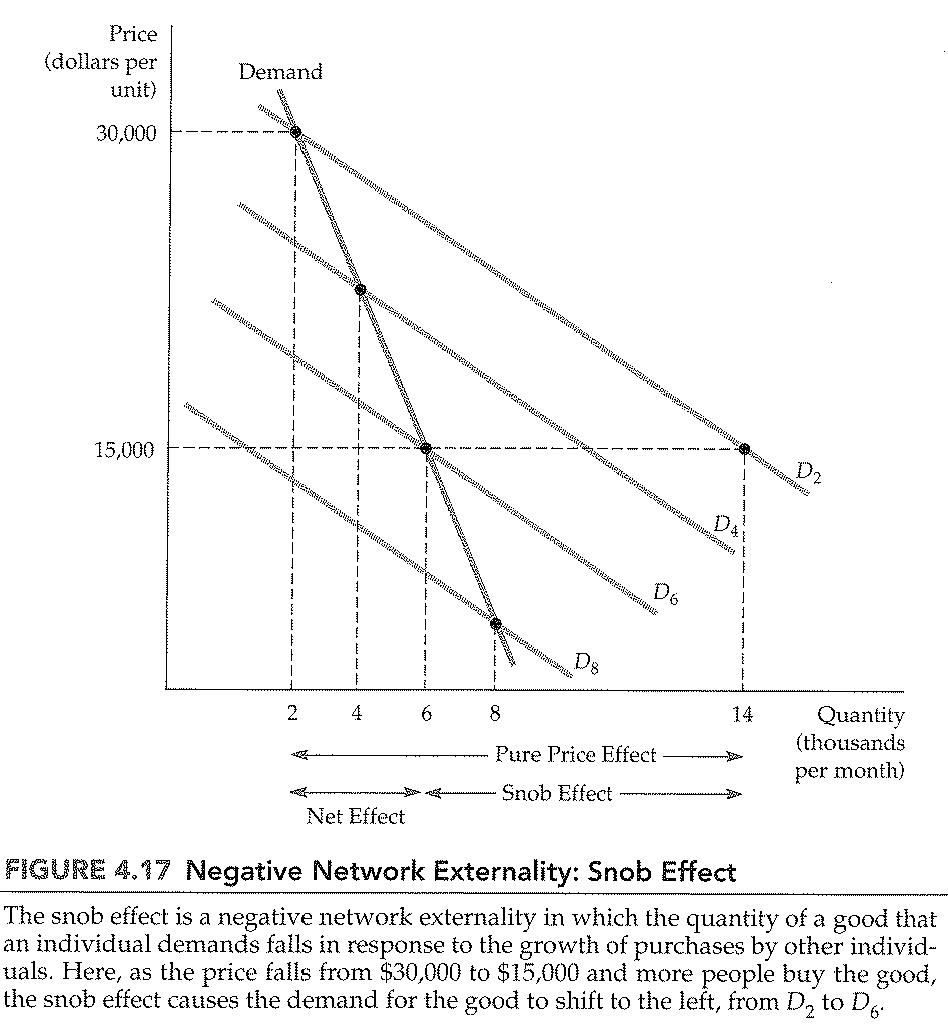 Price
(dollars per
unit)
Demand
30,000
15,000
D2
D4
D6
D8
2 4 6 8 14 Quantity
(thousands
per month)
Pure Price Effect
Snob Effect
Net Effect
FIGURE 4.17 Negative Network Externality: Snob Effect
The snob effect is a negative network externality in which the quantity of a good that
an individual demands falls in response to the growth of purchases by other individ-
uals. Here, as the price falls from $30,000 to $15,000 and more people buy the good,
the snob effect causes the demand for the good to shift to the left, from D2 to D6.